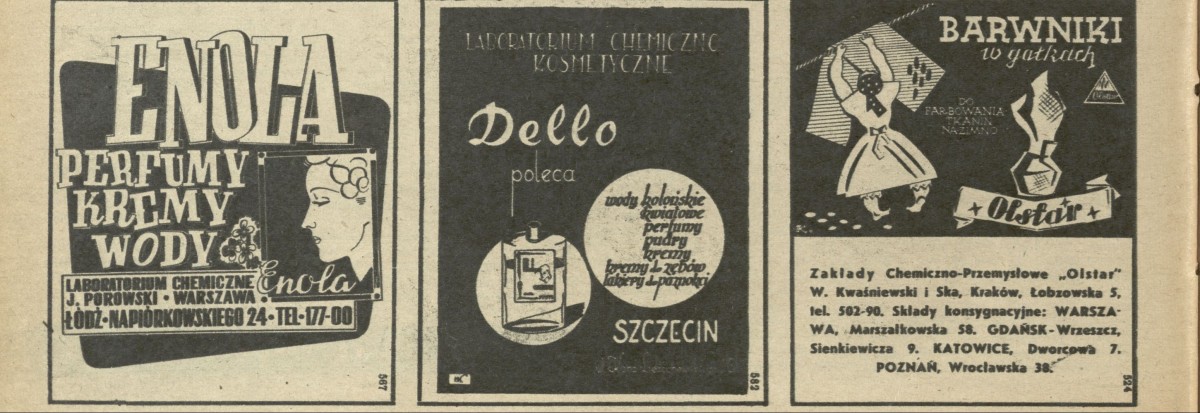 ENOLA
PERFUMY
KREMY
WODY
Enola
LABORATORIUM CHEMICZNE
J. POROWSKI • WARSZAWA
ŁÓDŹ • NAPIÓRKOWSKIEGO 24 • TEL • 177-00
567
LABORATORIUM CHEMICZNO
KOSMETYCZNE
Dello
poleca
wody kolońskie
kwiatowe
perfumy
pudry
kremy
kremy d. zębów
lakiery d. paznokci
SZCZECIN
582
BARWNIKI
w gałkach
DO
FARBOWANIA
TKANIN
NA ZIMNO
Olstar
Zakłady Chemiczno-Przemysłowe „Olstar"
W. Kwaśniewski i Ska, Kraków, Łobzowska 5,
tel. 502-90. Składy konsygnacyjne: WARSZA-
WA, Marszałkowska 58. GDAŃSK-Wrzeszcz,
Sienkiewicza 9. KATOWICE, Dworcowa 7.
POZNAŃ, Wrocławska 38.
524